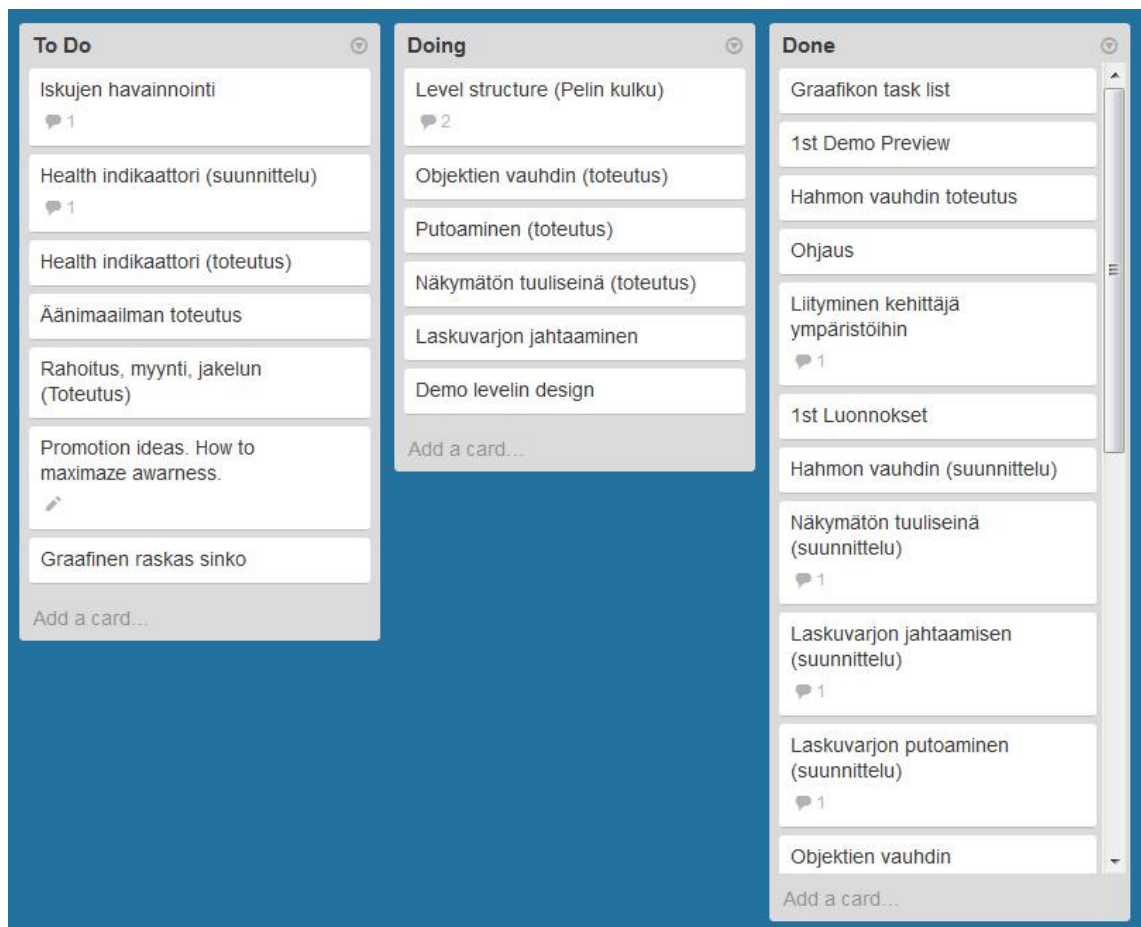 To Do
Iskujen havainnointi
1
Health indikaattori (suunnittelu)
1
Health indikaattori (toteutus)
Äänimaailman toteutus
Rahoitus, myynti, jakelun
(Toteutus)
Promotion ideas. How to
maximaze awarness.
Graafinen raskas sinko
Add a card...
Doing
Level structure (Pelin kulku)
2
Objektien vauhdin (toteutus)
Putoaminen (toteutus)
Näkymätön tuuliseinä (toteutus)
Laskuvarjon jahtaaminen
Demo levelin design
Add a card...
Done
Graafikon task list
1st Demo Preview
Hahmon vauhdin toteutus
Ohjaus
Liityminen kehittäjä
ympäristöihin
1
1st Luonnokset
Hahmon vauhdin (suunnittelu)
Näkymätön tuuliseinä
(suunnittelu)
1
Laskuvarjon jahtaamisen
(suunnittelu)
1
Laskuvarjon putoaminen
(suunnittelu)
1
Objektien vauhdin
Add a card...